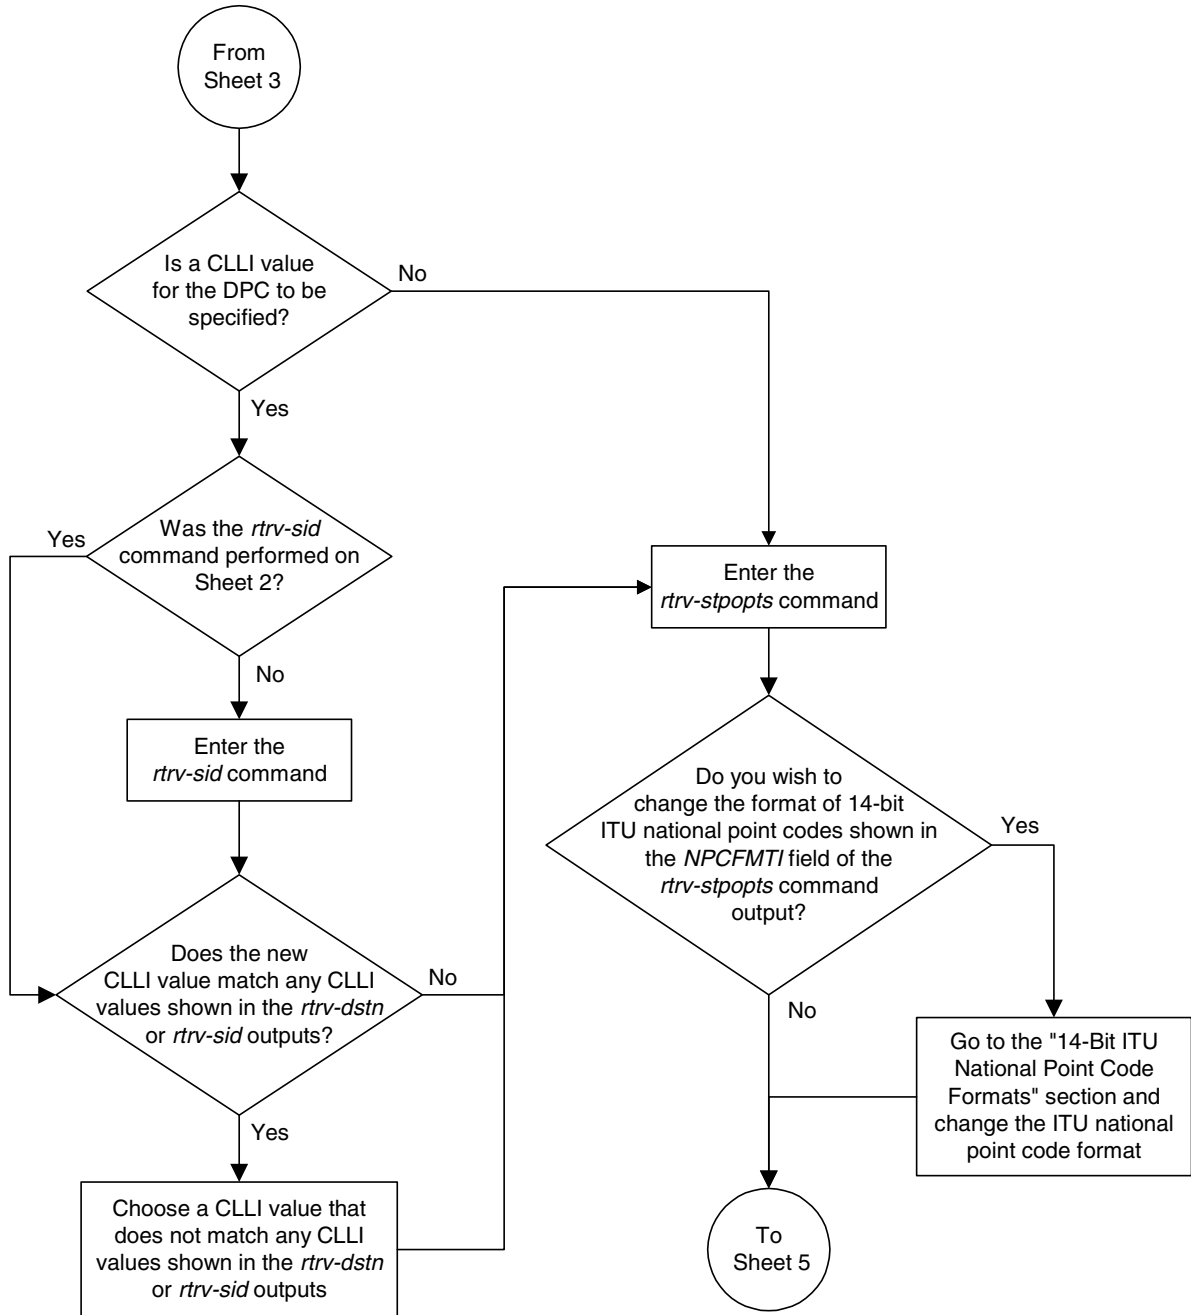 From
Sheet 3
Is a CLLI value
for the DPC to be
specified?
No
Yes
Was the rtrv-sid
command performed on
Sheet 2?
Yes
No
Enter the
rtrv-sid command
Does the new
CLLI value match any CLLI
values shown in the rtrv-dstn
or rtrv-sid outputs?
No
Yes
Choose a CLLI value that
does not match any CLLI
values shown in the rtrv-dstn
or rtrv-sid outputs
Enter the
rtrv-stpopts command
Do you wish to
change the format of 14-bit
ITU national point codes shown in
the NPCFMTI field of the
rtrv-stpopts command
output?
Yes
No
Go to the "14-Bit ITU
National Point Code
Formats" section and
change the ITU national
point code format
To
Sheet 5